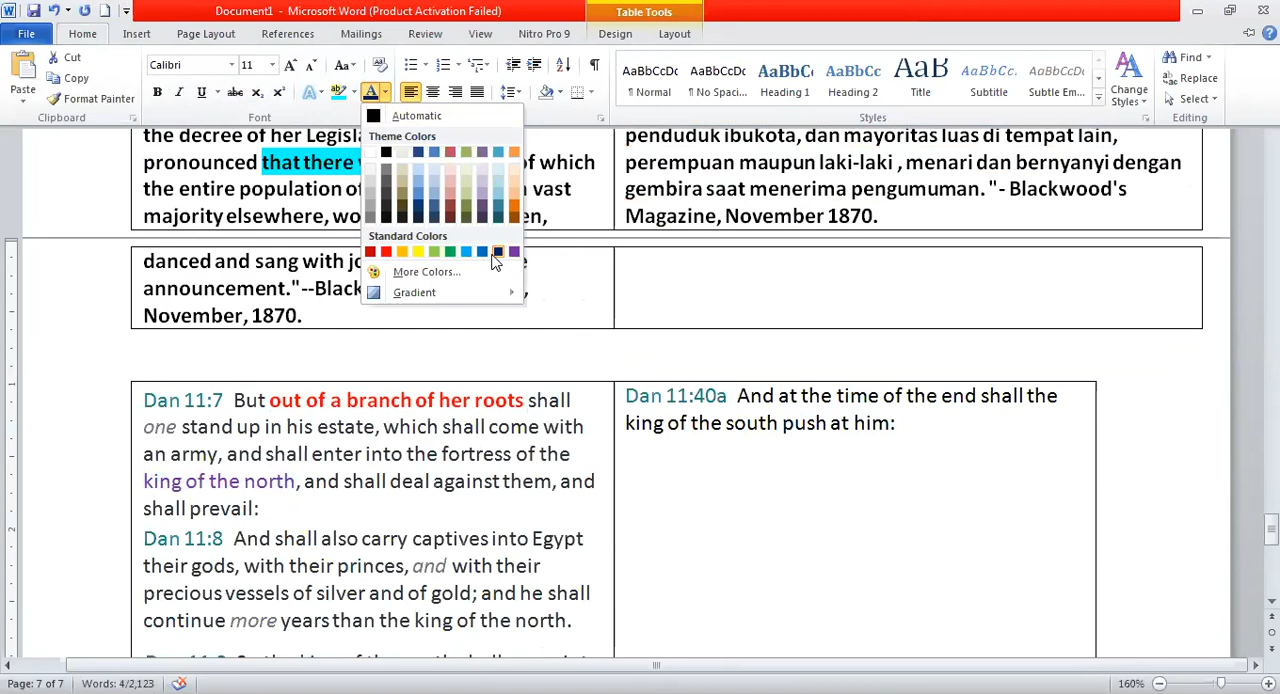 Document1 - Microsoft Word (Product Activation Failed)
Table Tools
File Home Insert Page Layout References Mailings Review View Nitro Pro 9 Design Layout
Paste
Cut
Copy
Format Painter
Clipboard
Calibri 11
Font
AaBbCcDc AaBbCcDc AaBbC( AaBbCc AaB AaBbCc. AaBbCcDc
¶ Normal ¶ No Spaci... Heading 1 Heading 2 Title Subtitle Subtle Em...
Change Styles
Styles
Find
Replace
Select
Editing
Automatic
Theme Colors
Standard Colors
More Colors...
Gradient
the decree of her
pronounced that there of which
the entire population of vast
majority elsewhere,
danced and sang with
announcement."
November, 1870.
penduduk ibukota, dan mayoritas luas di tempat lain,
perempuan maupun laki-laki , menari dan bernyanyi dengan
gembira saat menerima pengumuman. "- Blackwood's
Magazine, November 1870.
Dan 11:7 But out of a branch of her roots shall
one stand up in his estate, which shall come with
an army, and shall enter into the fortress of the
king of the north, and shall deal against them, and
shall prevail:
Dan 11:8 And shall also carry captives into Egypt
their gods, with their princes, and with their
precious vessels of silver and of gold; and he shall
continue more years than the king of the north.
Dan 11:40a And at the time of the end shall the
king of the south push at him:
Page: 7 of 7 Words: 4/2,123 160%